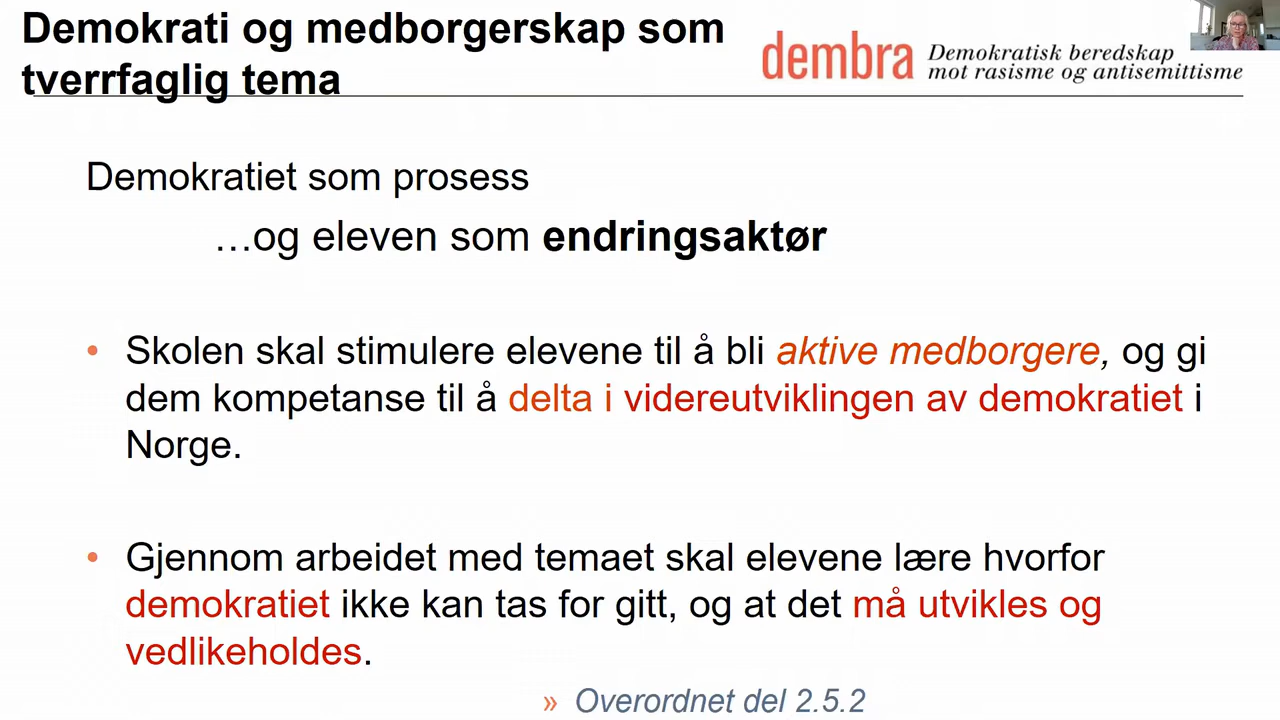 Demokrati og medborgerskap som
tverrfaglig tema
dembra
Demokratisk beredskap
mot rasisme og antisemittisme
Demokratiet som prosess
…og eleven som endringsaktør
• Skolen skal stimulere elevene til å bli aktive medborgere, og gi
dem kompetanse til å delta i videreutviklingen av demokratiet i
Norge.
• Gjennom arbeidet med temaet skal elevene lære hvorfor
demokratiet ikke kan tas for gitt, og at det må utvikles og
vedlikeholdes.
» Overordnet del 2.5.2